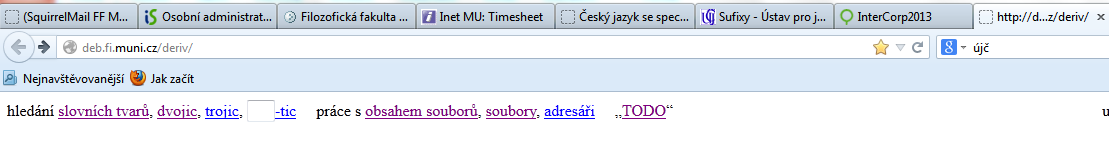 (SquirrelMail FF M... Osobní administrat... Filozofická fakulta ... Inet MU: Timesheet Český jazyk se spec... Sufixy - Ústav pro j... InterCorp2013 http://d...z/deriv/
deb.fi.muni.cz/deriv/ újč
Nejnavštěvovanější Jak začít
hledání slovních tvarů, dvojic, trojic, -tic práce s obsahem souborů, soubory, adresáři „TODO“ u